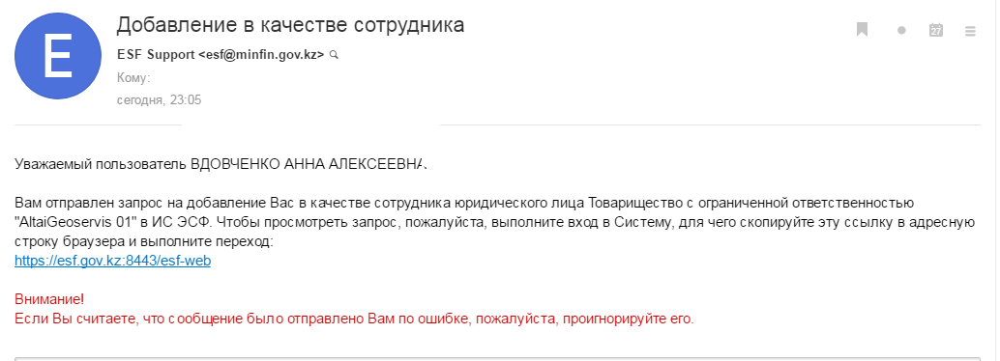 Добавление в качестве сотрудника
E
ESF Support <esf@minfin.gov.kz>
27
Кому:
сегодня, 23:05
Уважаемый пользователь ВДОВЧЕНКО АННА АЛЕКСЕЕВНА
Вам отправлен запрос на добавление Вас в качестве сотрудника юридического лица Товарищество с ограниченной ответственностью
"AltaiGeoservis 01" в ИС ЭСФ. Чтобы просмотреть запрос, пожалуйста, выполните вход в Систему, для чего скопируйте эту ссылку в адресную
строку браузера и выполните переход:
https://esf.gov.kz:8443/esf-web
Внимание!
Если Вы считаете, что сообщение было отправлено Вам по ошибке, пожалуйста, проигнорируйте его.